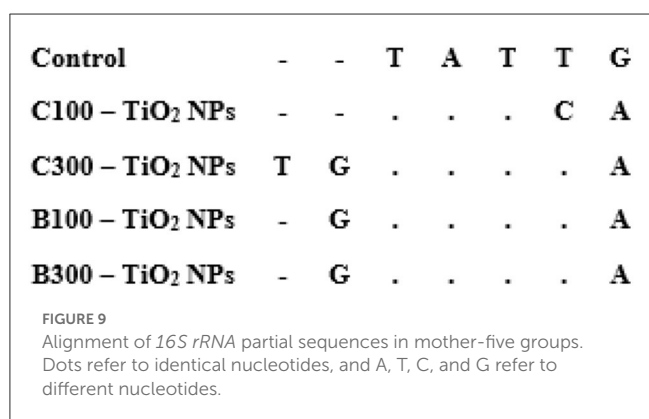 Control - - T A T T G
C100 – TiO₂ NPs - - . . . C A
C300 – TiO₂ NPs T G . . . . A
B100 – TiO₂ NPs - G . . . . A
B300 – TiO₂ NPs - G . . . . A
FIGURE 9
Alignment of 16S rRNA partial sequences in mother-five groups.
Dots refer to identical nucleotides, and A, T, C, and G refer to
different nucleotides.